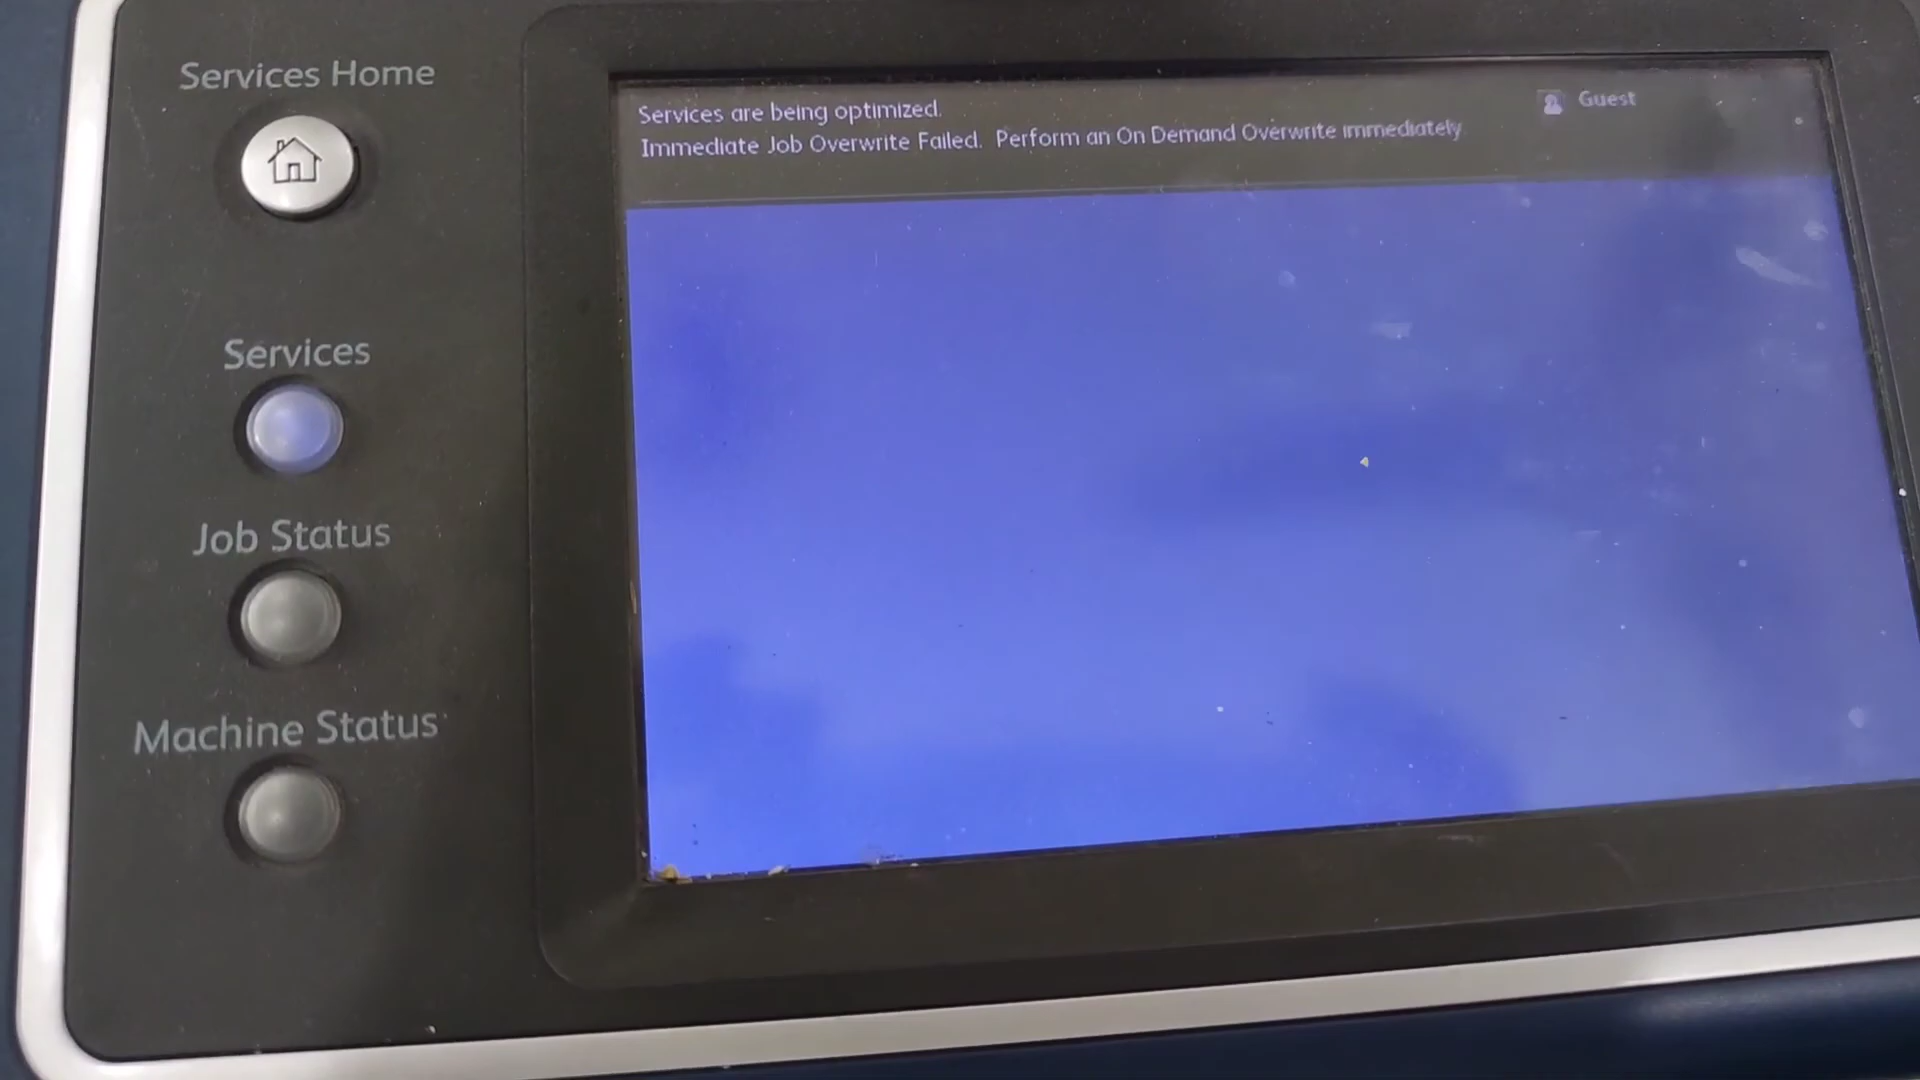 Services Home
Services are being optimized.
Guest
Immediate Job Overwrite Failed. Perform an On Demand Overwrite immediately
Services
Job Status
Machine Status